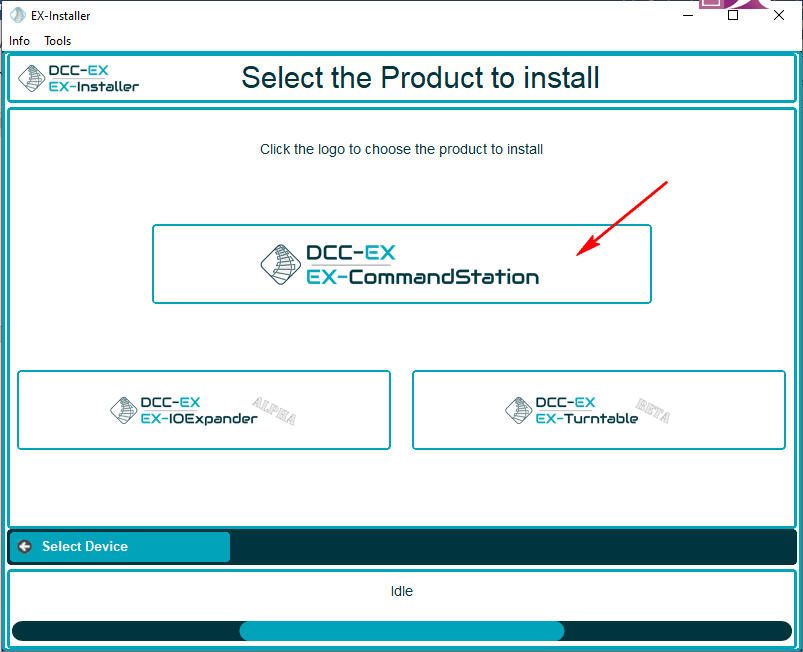 EX-Installer
Info Tools
DCC-EX
EX-Installer
Select the Product to install
Click the logo to choose the product to install
DCC-EX
EX-CommandStation
DCC-EX
EX-IOExpander
ALPHA
DCC-EX
EX-Turntable
BETA
Select Device
Idle